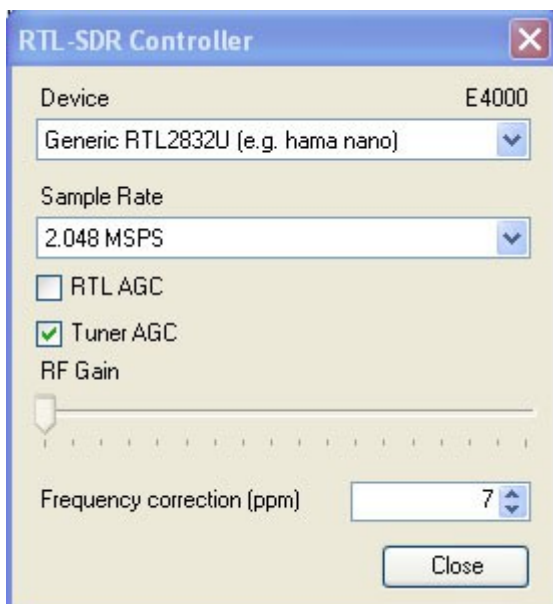 RTL-SDR Controller
Device E4000
Generic RTL2832U (e.g. hama nano)
Sample Rate
2.048 MSPS
RTL AGC
Tuner AGC
RF Gain
Frequency correction (ppm) 7
Close